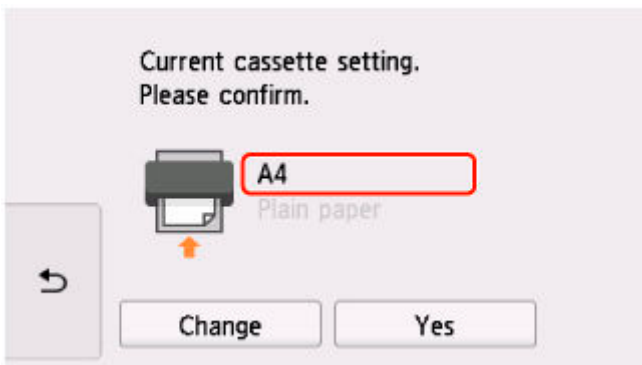 Current cassette setting.
Please confirm.
A4
Plain paper
Change
Yes